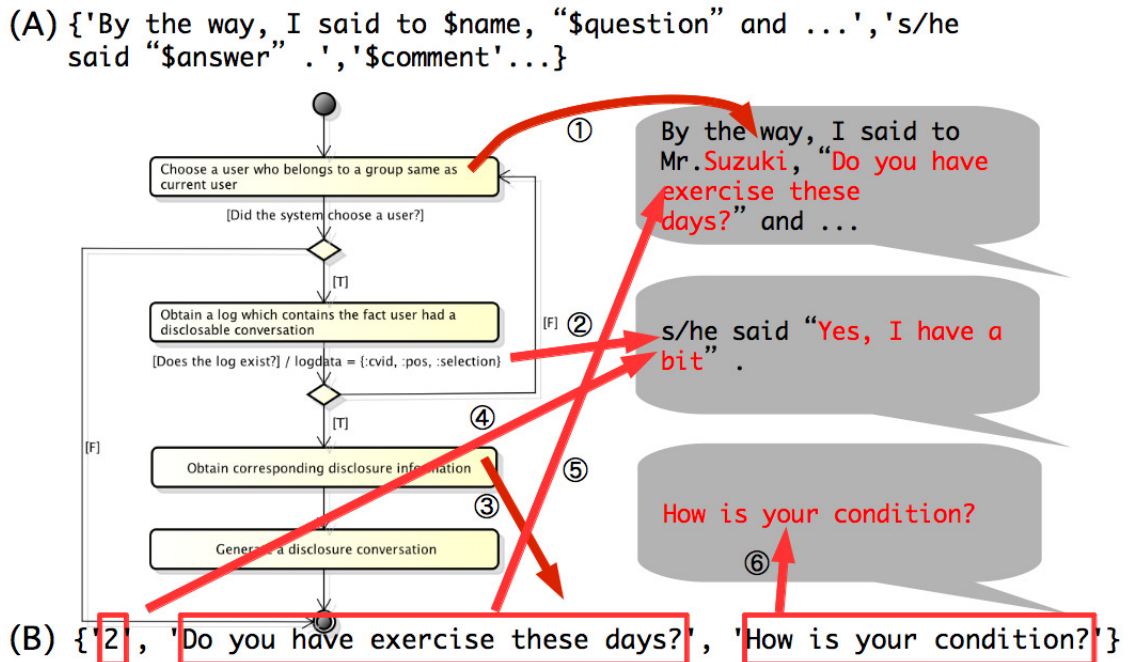 (A) {'By the way, I said to $name, “$question” and ...','s/he
said “$answer” .','$comment'...}
①
Choose a user who belongs to a group same as
current user
[Did the system choose a user?]
[T]
Obtain a log which contains the fact user had a
disclosable conversation
[F]
②
[Does the log exist?] / logdata = {:cvid, :pos, :selection}
[T]
④
[F]
⑤
Obtain corresponding disclosure information
③
Generate a disclosure conversation
By the way, I said to
Mr.Suzuki, “Do you have
exercise these
days?” and ...
s/he said “Yes, I have a
bit” .
How is your condition?
⑥
(B) {'2', 'Do you have exercise these days?', 'How is your condition?'}